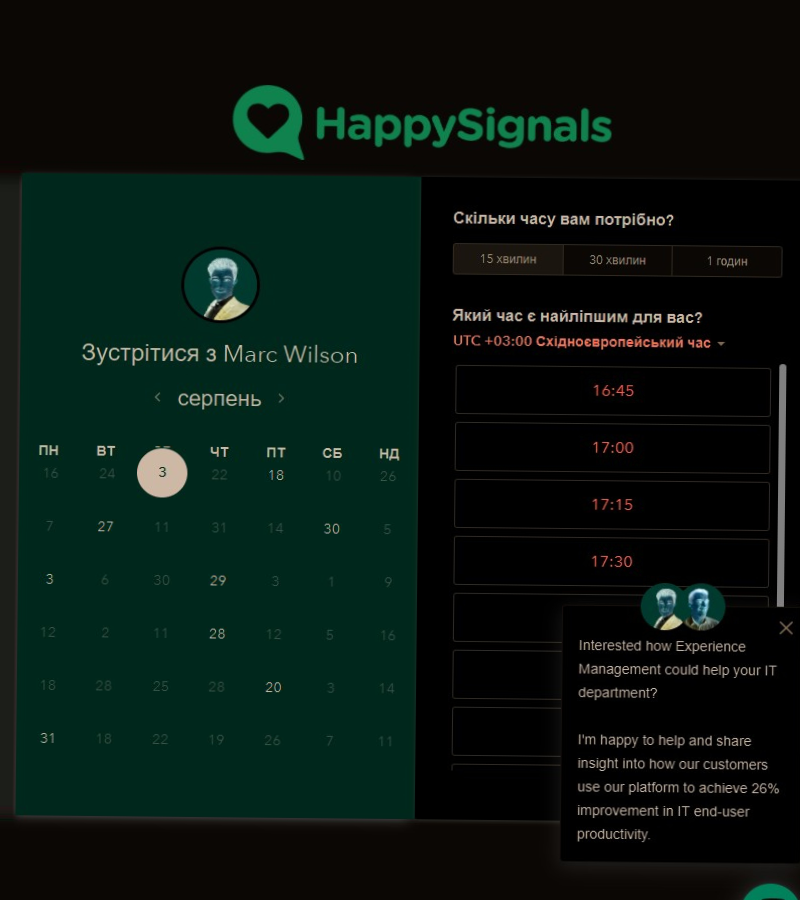 HappySignals
Зустрітися з Marc Wilson
серпень
ПН ВТ ЧТ ПТ СБ НД
16 24 3 22 18 10 26
7 27 11 31 14 30 5
3 6 30 29 3 1 9
12 2 11 28 12 5 16
18 28 25 28 20 3 14
31 18 22 19 26 7 11
Скільки часу вам потрібно?
15 хвилин 30 хвилин 1 годин
Який час є найліпшим для вас?
UTC +03:00 Східноєвропейський час
16:45
17:00
17:15
17:30
Interested how Experience
Management could help your IT
department?
I'm happy to help and share
insight into how our customers
use our platform to achieve 26%
improvement in IT end-user
productivity.